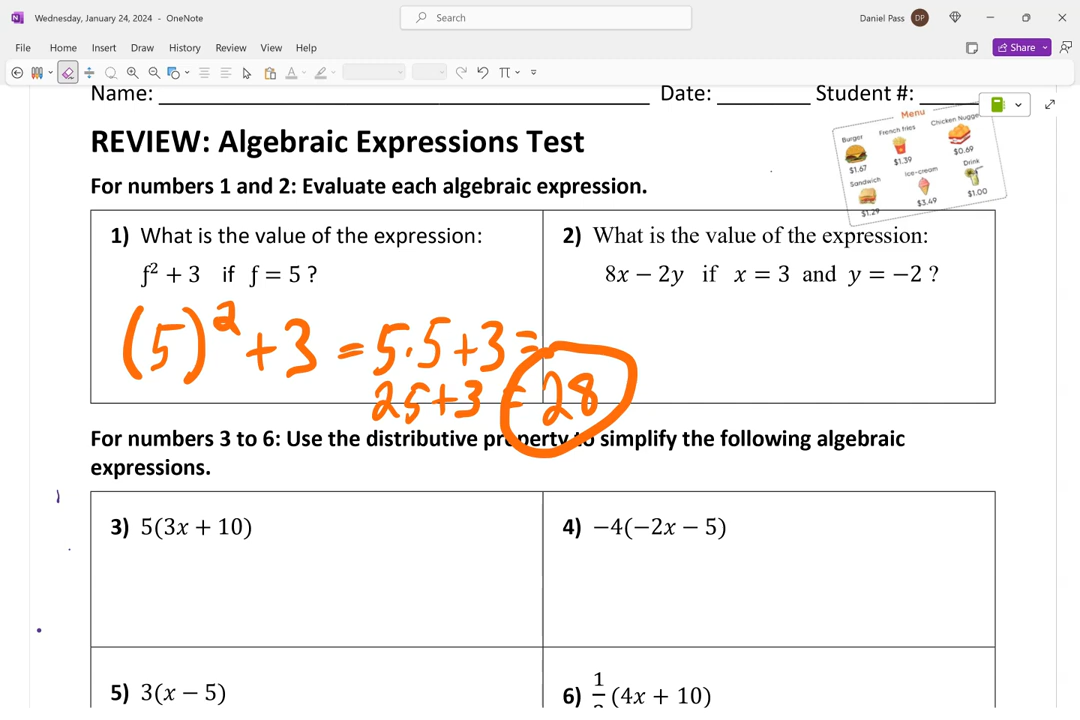 Wednesday, January 24, 2024 - OneNote
Search
Daniel Pass DP
File Home Insert Draw History Review View Help
Share
Name: Date: Student #:
Menu
Burger French fries Chicken Nugge
$1.67 $1.39 $0.69
Sandwich Ice-cream Drink
$1.29 $3.49 $1.00
REVIEW: Algebraic Expressions Test
For numbers 1 and 2: Evaluate each algebraic expression.
1) What is the value of the expression:
f² + 3 if f = 5 ?
(5)² + 3 = 5·5+3 =
25+3 = 28
2) What is the value of the expression:
8x − 2y if x = 3 and y = −2 ?
For numbers 3 to 6: Use the distributive property to simplify the following algebraic
expressions.
3) 5(3x + 10)
4) −4(−2x − 5)
5) 3(x − 5)
6) 1 (4x + 10)